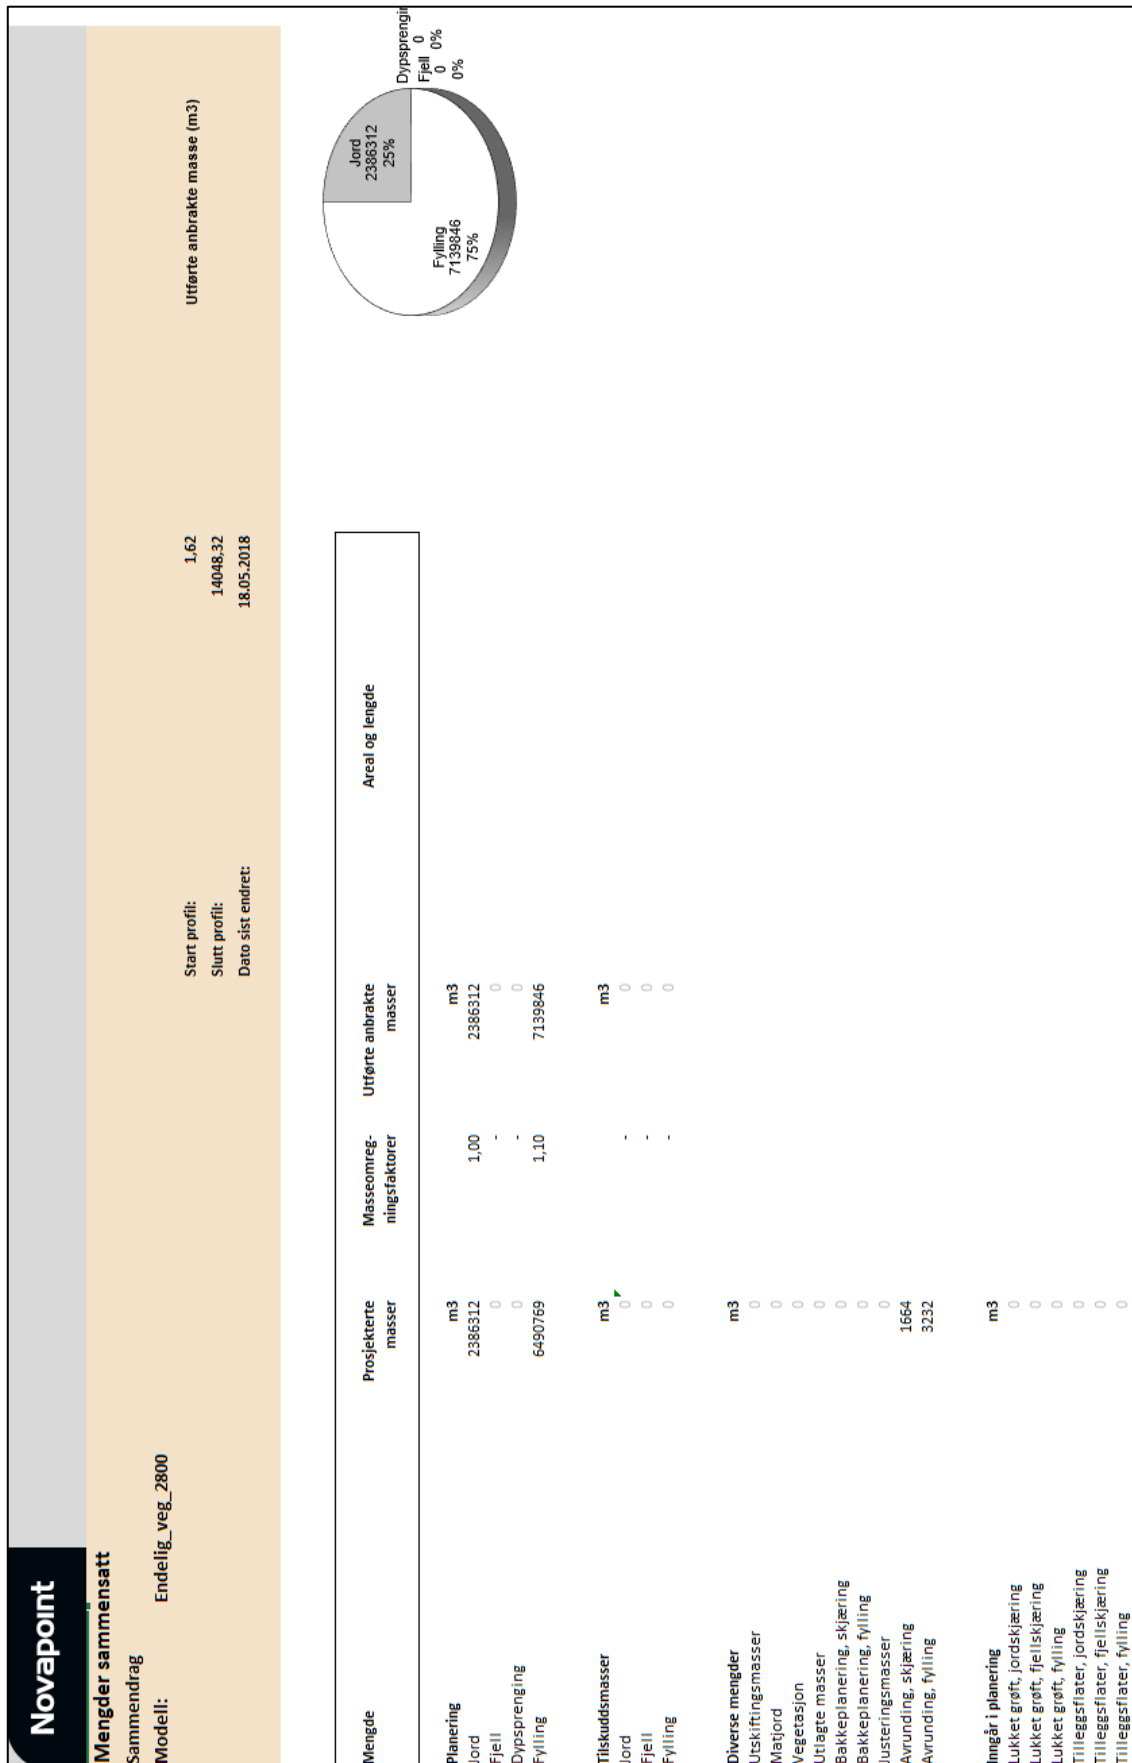 Novapoint
Mengder sammensatt
Sammendrag
Modell: Endelig_veg_2800
Start profil: 1,62
Slutt profil: 14048,32
Dato sist endret: 18.05.2018
Utførte anbrakte masse (m3)
Mengde Prosjekterte masser Masseomreg-ningsfaktorer Utførte anbrakte masser Areal og lengde
Planering m3 m3
Jord 2386312 1,00 2386312
Fjell 0 - 0
Dypsprenging 0 - 0
Fylling 6490769 1,10 7139846
Tilskuddsmasser m3 m3
Jord 0 - 0
Fjell 0 - 0
Fylling 0 - 0
Diverse mengder m3
Utskiftingsmasser 0
Matjord 0
Vegetasjon 0
Utlagte masser 0
Bakkeplanering, skjæring 0
Bakkeplanering, fylling 0
Justeringsmasser 0
Avrunding, skjæring 1664
Avrunding, fylling 3232
Inngår i planering m3
Lukket grøft, jordskjæring 0
Lukket grøft, fjellskjæring 0
Lukket grøft, fylling 0
Tilleggsflater, jordskjæring 0
Tilleggsflater, fjellskjæring 0
Tilleggsflater, fylling 0
Jord
2386312
25%
Dypsprengin
0
0%
Fjell
0
0%
Fylling
7139846
75%